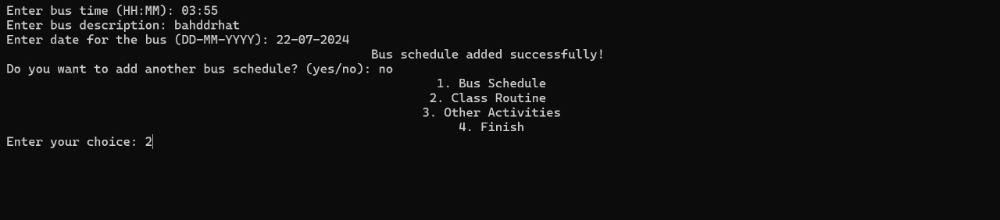 Enter bus time (HH:MM): 03:55
Enter bus description: bahddrhat
Enter date for the bus (DD-MM-YYYY): 22-07-2024
Bus schedule added successfully!
Do you want to add another bus schedule? (yes/no): no
1. Bus Schedule
2. Class Routine
3. Other Activities
4. Finish
Enter your choice: 2